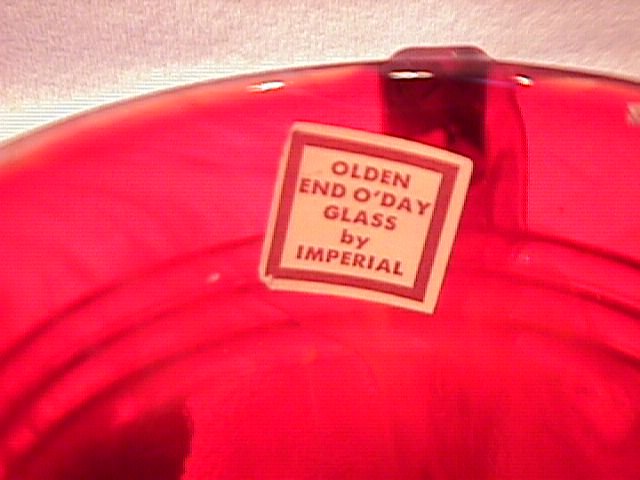 OLDEN
END O'DAY
GLASS
by
IMPERIAL